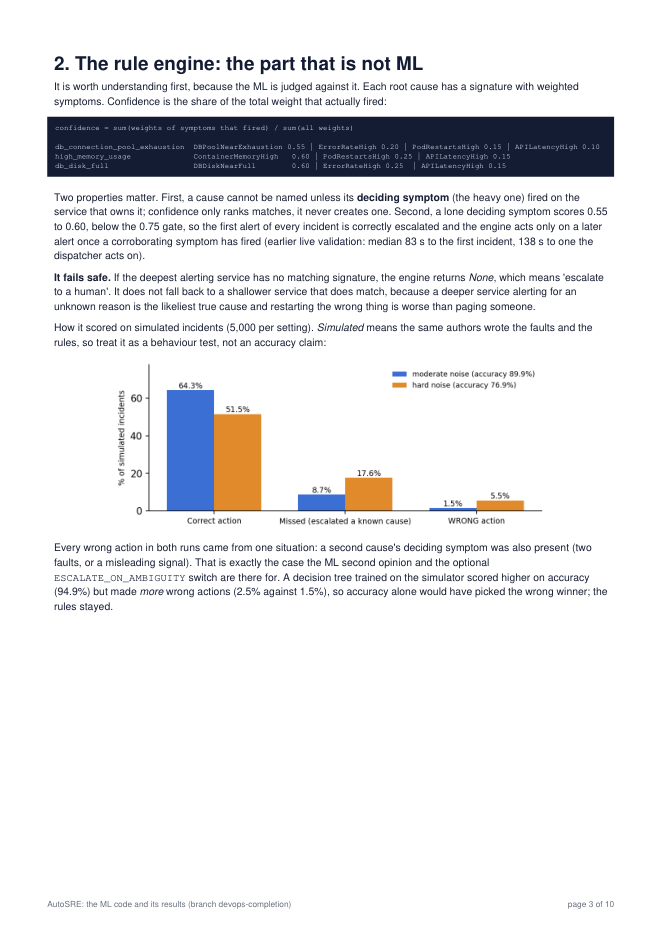 2. The rule engine: the part that is not ML
It is worth understanding first, because the ML is judged against it. Each root cause has a signature with weighted
symptoms. Confidence is the share of the total weight that actually fired:
confidence = sum(weights of symptoms that fired) / sum(all weights)
db_connection_pool_exhaustion  DBPoolNearExhaustion 0.55 | ErrorRateHigh 0.20 | PodRestartsHigh 0.15 | APILatencyHigh 0.10
high_memory_usage              ContainerMemoryHigh   0.60 | PodRestartsHigh 0.25 | APILatencyHigh 0.15
db_disk_full                   DBDiskNearFull        0.60 | ErrorRateHigh 0.25  | APILatencyHigh 0.15
Two properties matter. First, a cause cannot be named unless its deciding symptom (the heavy one) fired on the
service that owns it; confidence only ranks matches, it never creates one. Second, a lone deciding symptom scores 0.55
to 0.60, below the 0.75 gate, so the first alert of every incident is correctly escalated and the engine acts only on a later
alert once a corroborating symptom has fired (earlier live validation: median 83 s to the first incident, 138 s to one the
dispatcher acts on).
It fails safe. If the deepest alerting service has no matching signature, the engine returns None, which means 'escalate
to a human'. It does not fall back to a shallower service that does match, because a deeper service alerting for an
unknown reason is the likeliest true cause and restarting the wrong thing is worse than paging someone.
How it scored on simulated incidents (5,000 per setting). Simulated means the same authors wrote the faults and the
rules, so treat it as a behaviour test, not an accuracy claim:
moderate noise (accuracy 89.9%)
hard noise (accuracy 76.9%)
% of simulated incidents
60
40
20
0
64.3%
51.5%
8.7%
17.6%
1.5%
5.5%
Correct action
Missed (escalated a known cause)
WRONG action
Every wrong action in both runs came from one situation: a second cause's deciding symptom was also present (two
faults, or a misleading signal). That is exactly the case the ML second opinion and the optional
ESCALATE_ON_AMBIGUITY switch are there for. A decision tree trained on the simulator scored higher on accuracy
(94.9%) but made more wrong actions (2.5% against 1.5%), so accuracy alone would have picked the wrong winner; the
rules stayed.
AutoSRE: the ML code and its results (branch devops-completion)
page 3 of 10